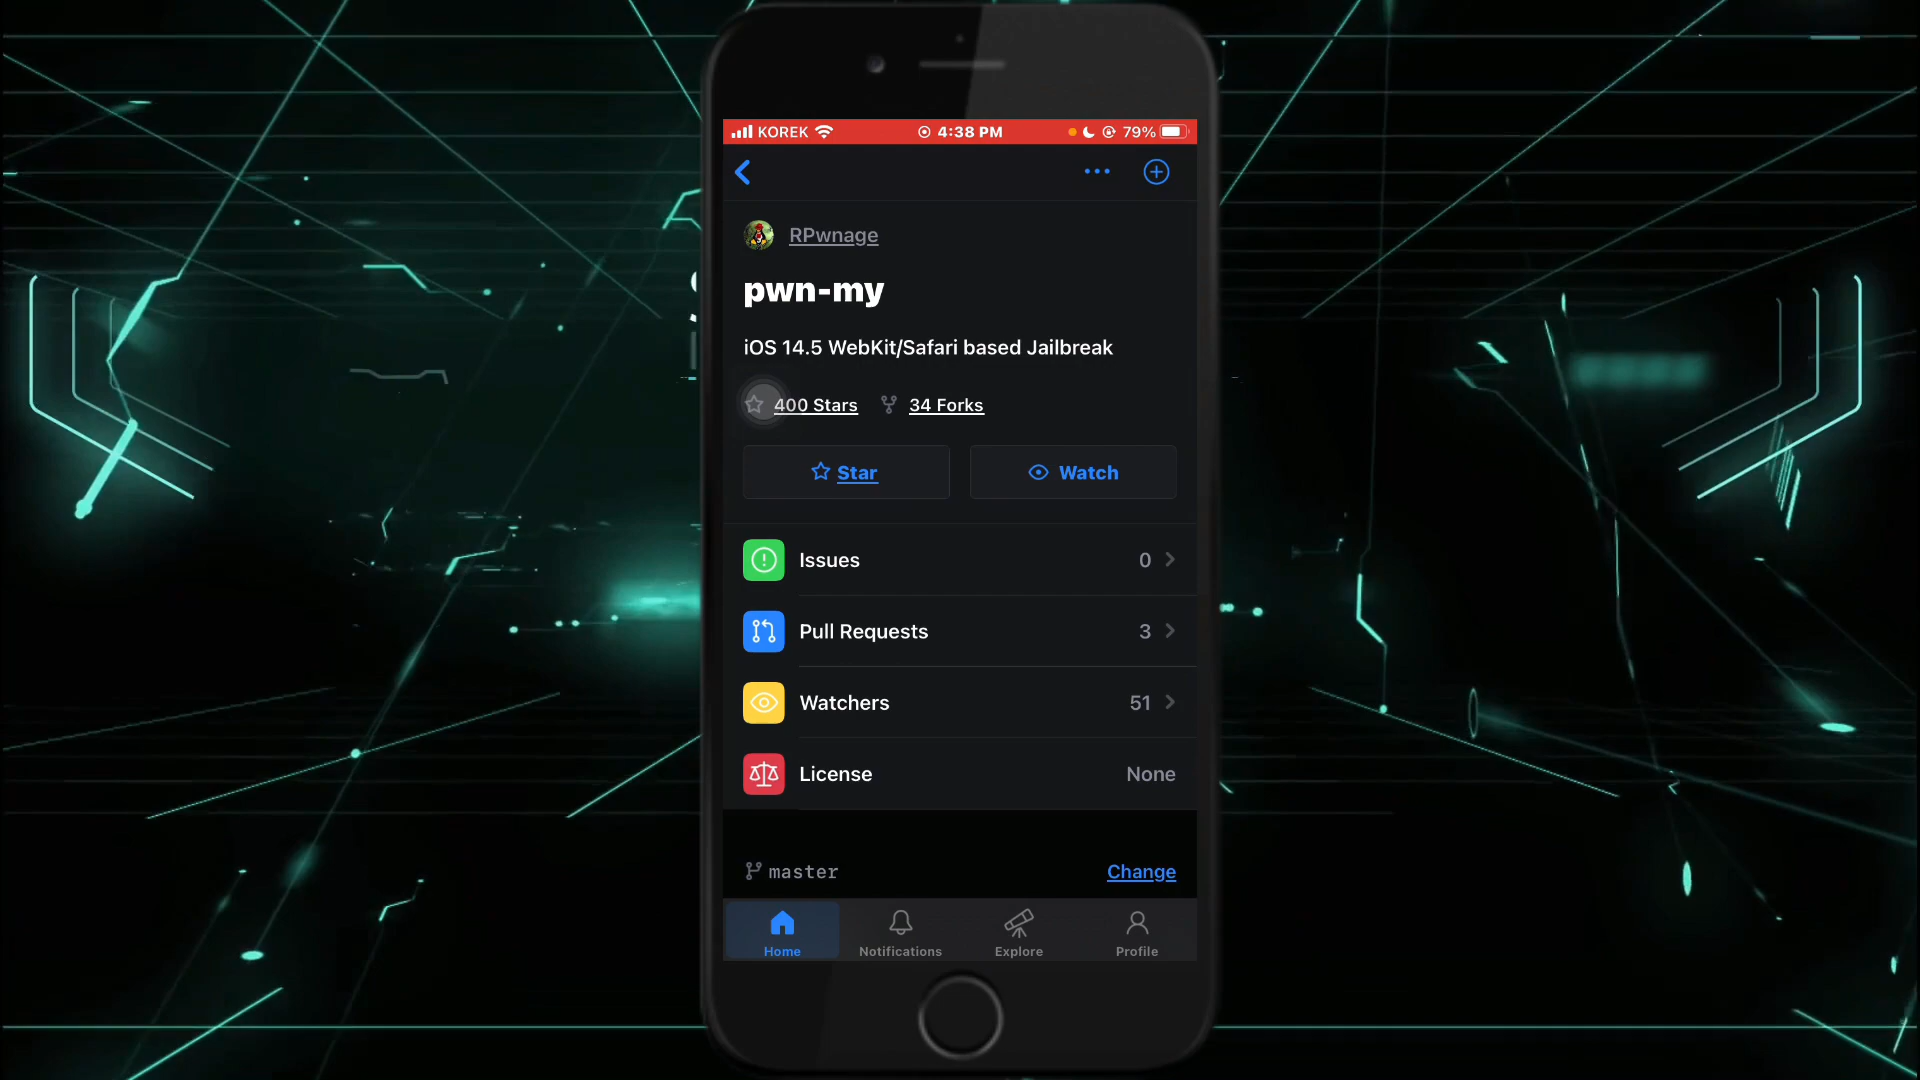 KOREK 4:38 PM 79%
RPwnage
pwn-my
iOS 14.5 WebKit/Safari based Jailbreak
400 Stars 34 Forks
Star Watch
Issues 0
Pull Requests 3
Watchers 51
License None
master Change
Home Notifications Explore Profile